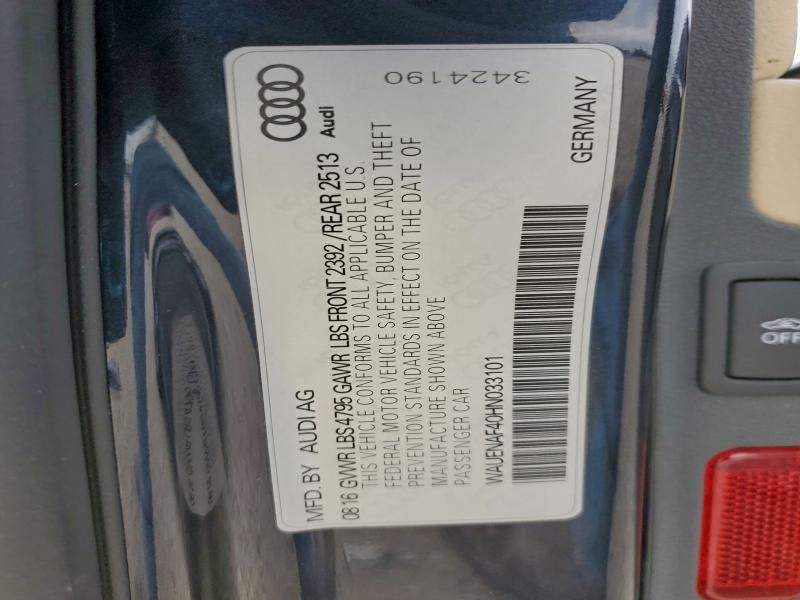 MFD. BY AUDI AG
Audi
3424190
08 16 GVWR LBS 4795 GAWR LBS FRONT 2392 / REAR 2513
THIS VEHICLE CONFORMS TO ALL APPLICABLE U.S.
FEDERAL MOTOR VEHICLE SAFETY, BUMPER AND THEFT
PREVENTION STANDARDS IN EFFECT ON THE DATE OF
MANUFACTURE SHOWN ABOVE
PASSENGER CAR
WAUENAF40HN033101
GERMANY
OFF